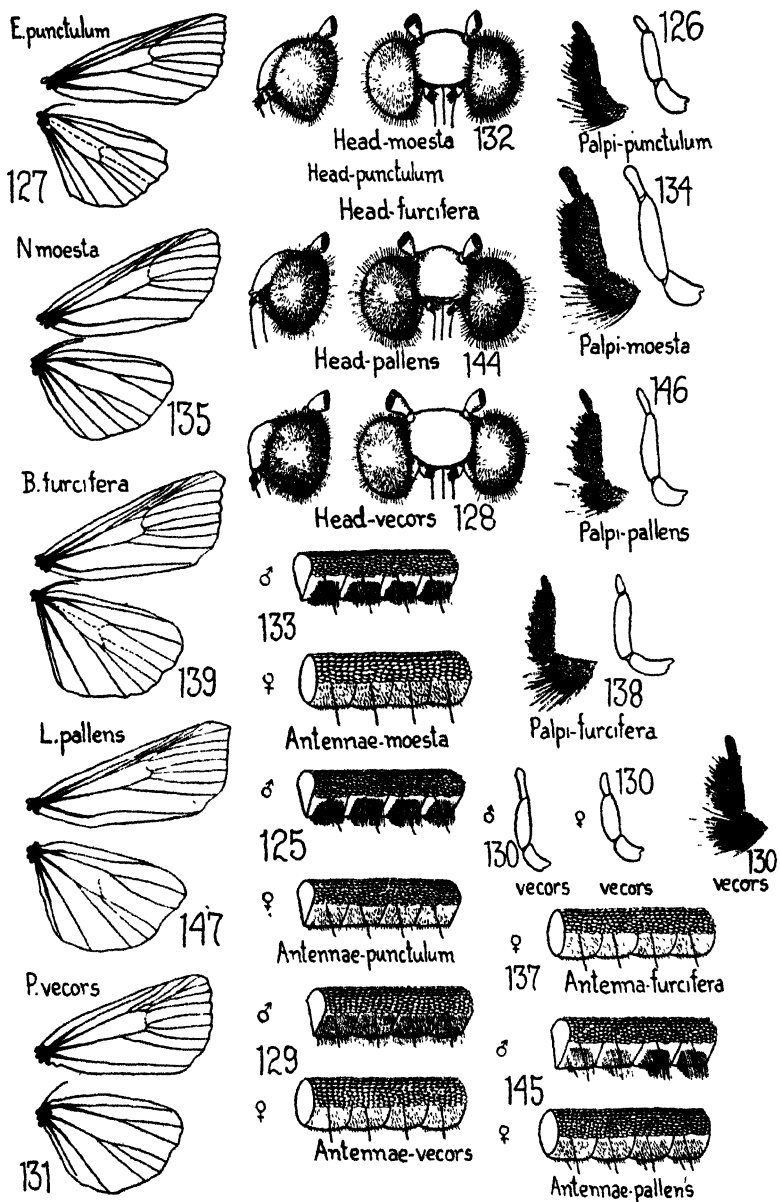 E.punctulum
127
N moesta
135
B.furcifera
139
L.pallens
147
P.vecors
131
Head-moesta 132
Head-punctulum
Head-furcifera
Head-pallens 144
Head-vecors 128
♂
133
♀
Antennae-moesta
♂
125
♀
Antennae-punctulum
♂
129
♀
Antennae-vecors
126
Palpi-punctulum
134
Palpi-moesta
146
Palpi-pallens
138
Palpi-furcifera
♂
130
vecors
♀
130
vecors
130
vecors
♀
137 Antenna-furcifera
♂
145
♀
Antennae-pallens